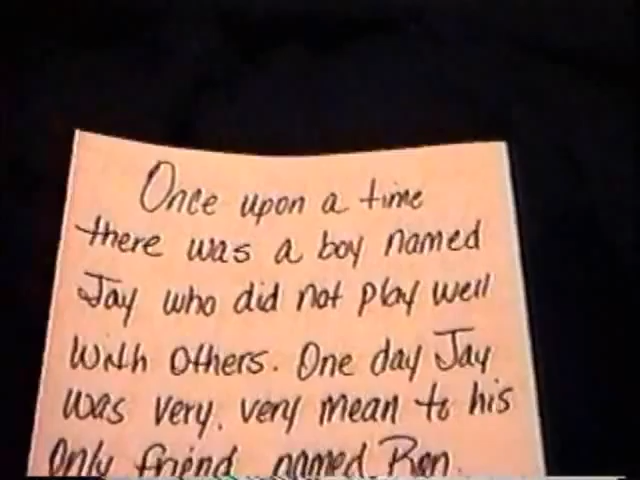 Once upon a time
there was a boy named
Jay who did not play well
with others. One day Jay
was very, very mean to his
only friend named Ron.